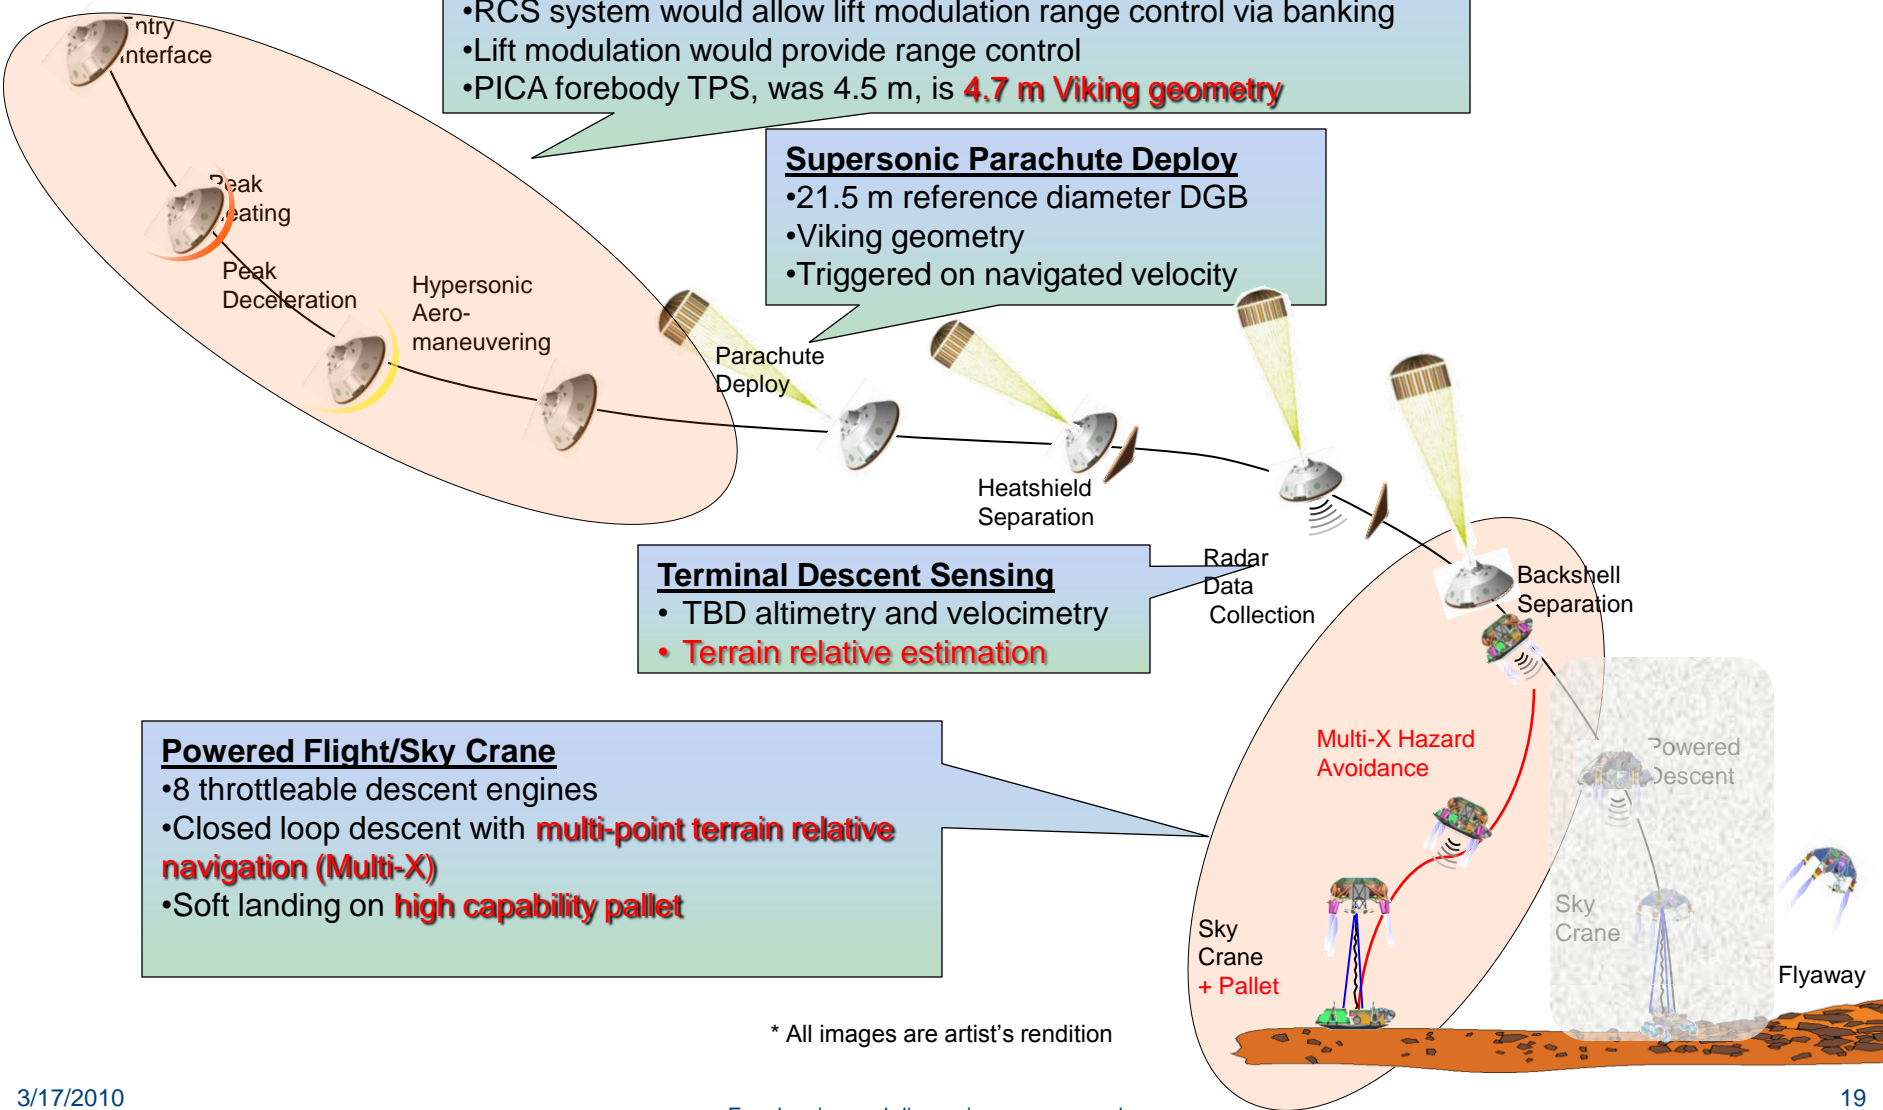 •RCS system would allow lift modulation range control via banking
•Lift modulation would provide range control
•PICA forebody TPS, was 4.5 m, is 4.7 m Viking geometry
Entry
Interface
Supersonic Parachute Deploy
•21.5 m reference diameter DGB
•Viking geometry
•Triggered on navigated velocity
Peak
Heating
Peak
Deceleration
Hypersonic
Aero-
maneuvering
Parachute
Deploy
Heatshield
Separation
Terminal Descent Sensing
• TBD altimetry and velocimetry
• Terrain relative estimation
Radar
Data
Collection
Backshell
Separation
Powered Flight/Sky Crane
•8 throttleable descent engines
•Closed loop descent with multi-point terrain relative
navigation (Multi-X)
•Soft landing on high capability pallet
Multi-X Hazard
Avoidance
Powered
Descent
Sky
Crane
+ Pallet
Sky
Crane
Flyaway
* All images are artist's rendition
3/17/2010
19